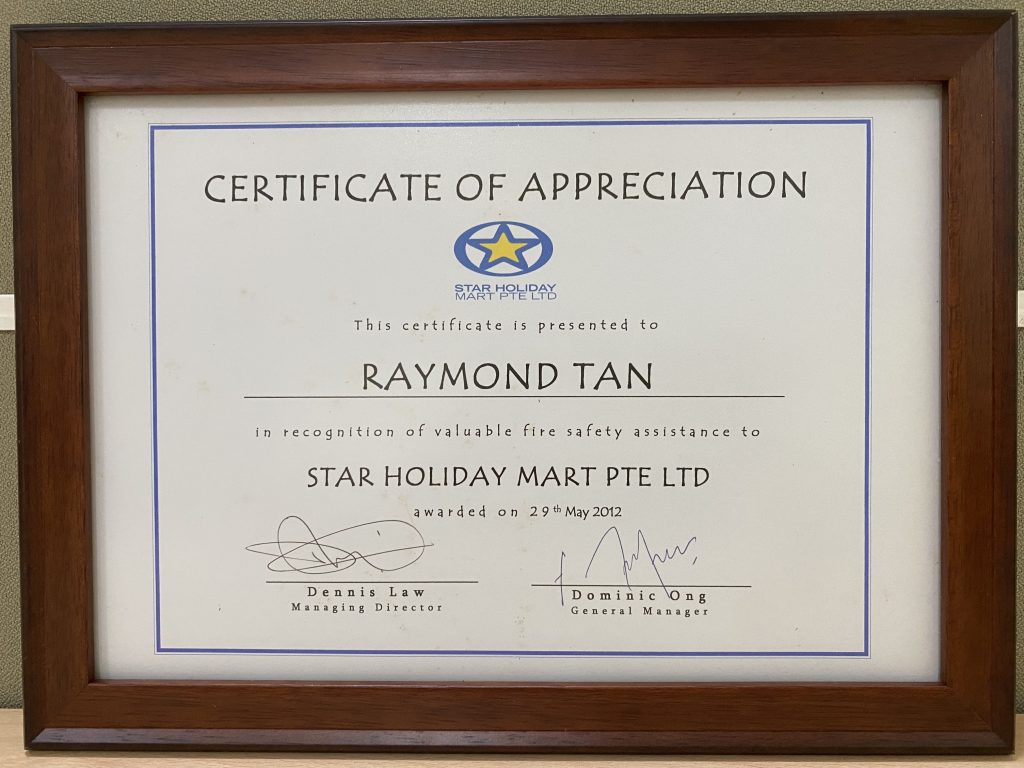 CERTIFICATE OF APPRECIATION
STAR HOLIDAY
MART PTE LTD
This certificate is presented to
RAYMOND TAN
in recognition of valuable fire safety assistance to
STAR HOLIDAY MART PTE LTD
awarded on 29th May 2012
Dennis Law
Managing Director
Dominic Ong
General Manager